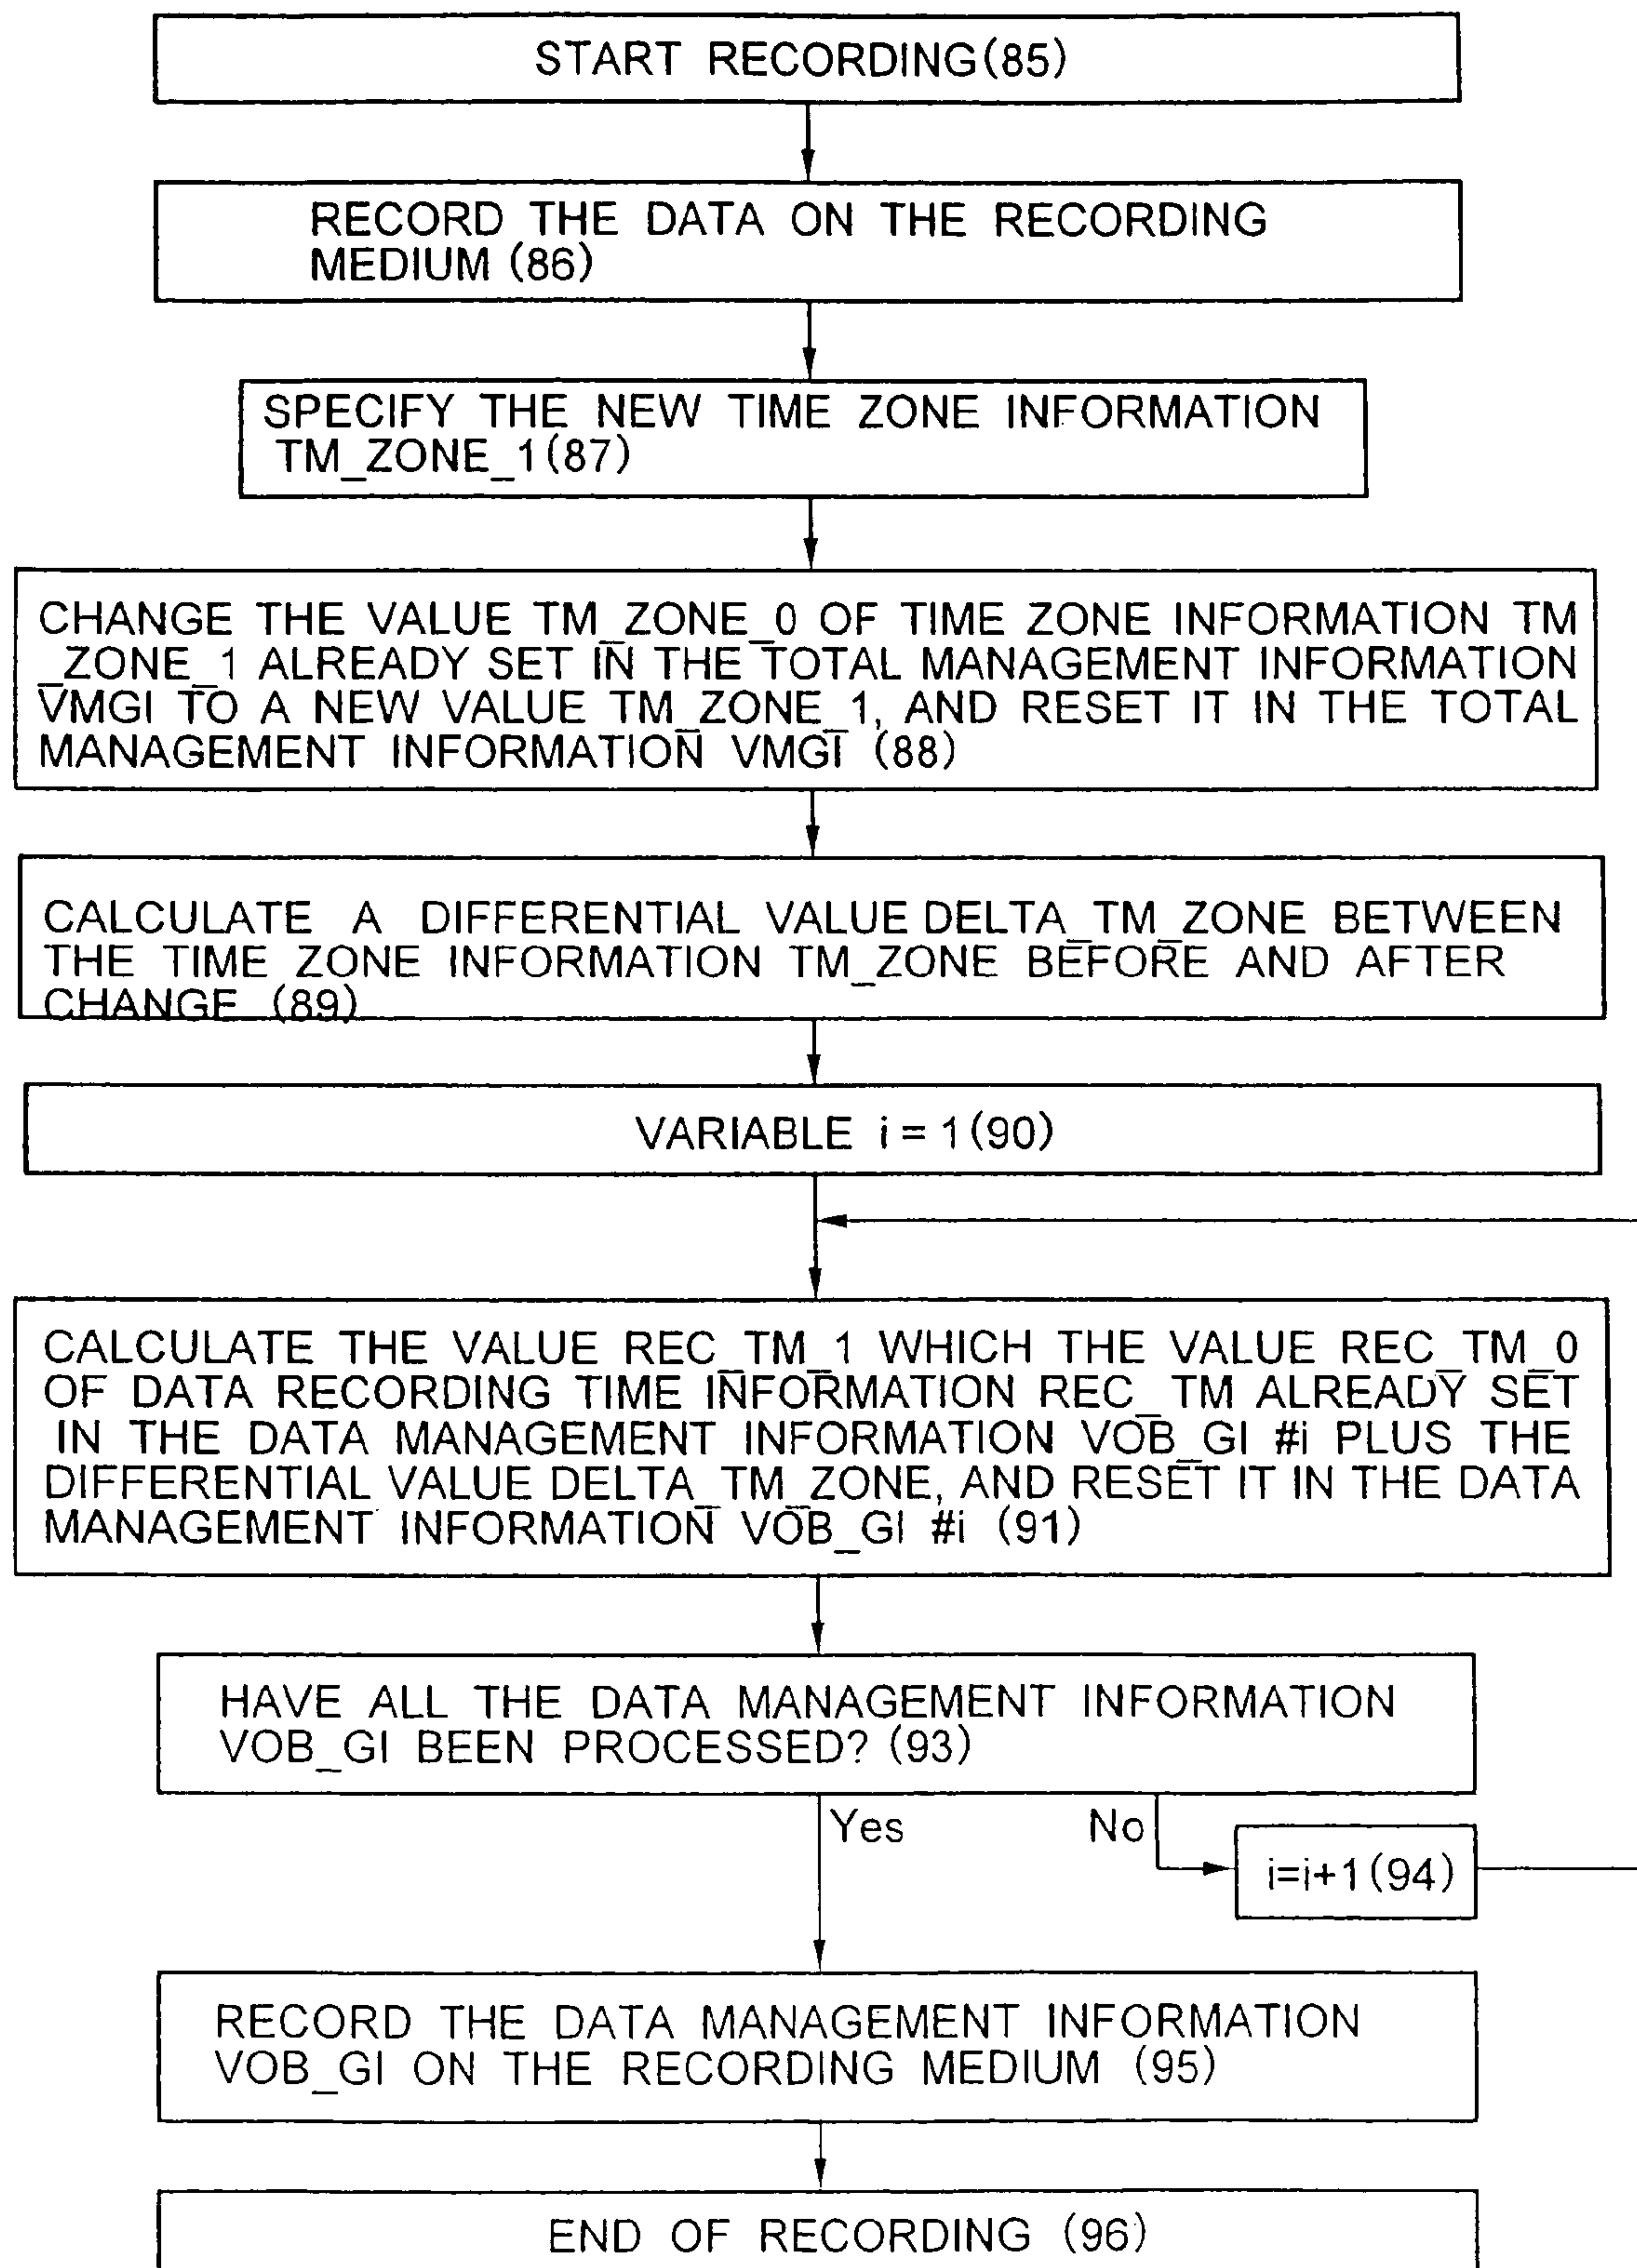 START RECORDING(85)
RECORD THE DATA ON THE RECORDING
MEDIUM (86)
SPECIFY THE NEW TIME ZONE INFORMATION
TM_ZONE_1(87)
CHANGE THE VALUE TM_ZONE_0 OF TIME ZONE INFORMATION TM
_ZONE_1 ALREADY SET IN THE TOTAL MANAGEMENT INFORMATION
VMGI TO A NEW VALUE TM_ZONE_1, AND RESET IT IN THE TOTAL
MANAGEMENT INFORMATION VMGI (88)
CALCULATE A DIFFERENTIAL VALUE DELTA_TM_ZONE BETWEEN
THE TIME ZONE INFORMATION TM_ZONE BEFORE AND AFTER
CHANGE (89)
VARIABLE i = 1(90)
CALCULATE THE VALUE REC_TM_1 WHICH THE VALUE REC_TM_0
OF DATA RECORDING TIME INFORMATION REC_TM ALREADY SET
IN THE DATA MANAGEMENT INFORMATION VOB_GI #i PLUS THE
DIFFERENTIAL VALUE DELTA_TM_ZONE, AND RESET IT IN THE DATA
MANAGEMENT INFORMATION VOB_GI #i (91)
HAVE ALL THE DATA MANAGEMENT INFORMATION
VOB_GI BEEN PROCESSED? (93)
Yes No
i=i+1(94)
RECORD THE DATA MANAGEMENT INFORMATION
VOB_GI ON THE RECORDING MEDIUM (95)
END OF RECORDING (96)